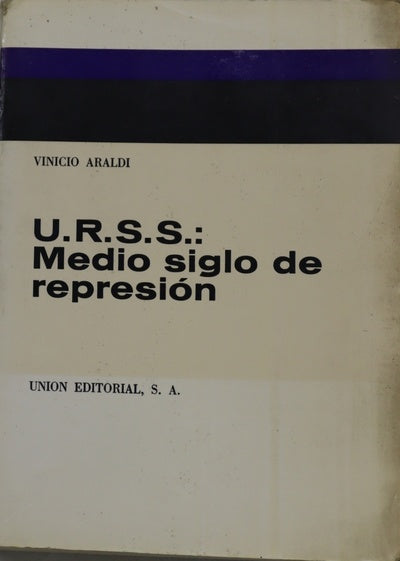 VINICIO ARALDI
U.R.S.S.:
Medio siglo de
represión
UNION EDITORIAL, S. A.